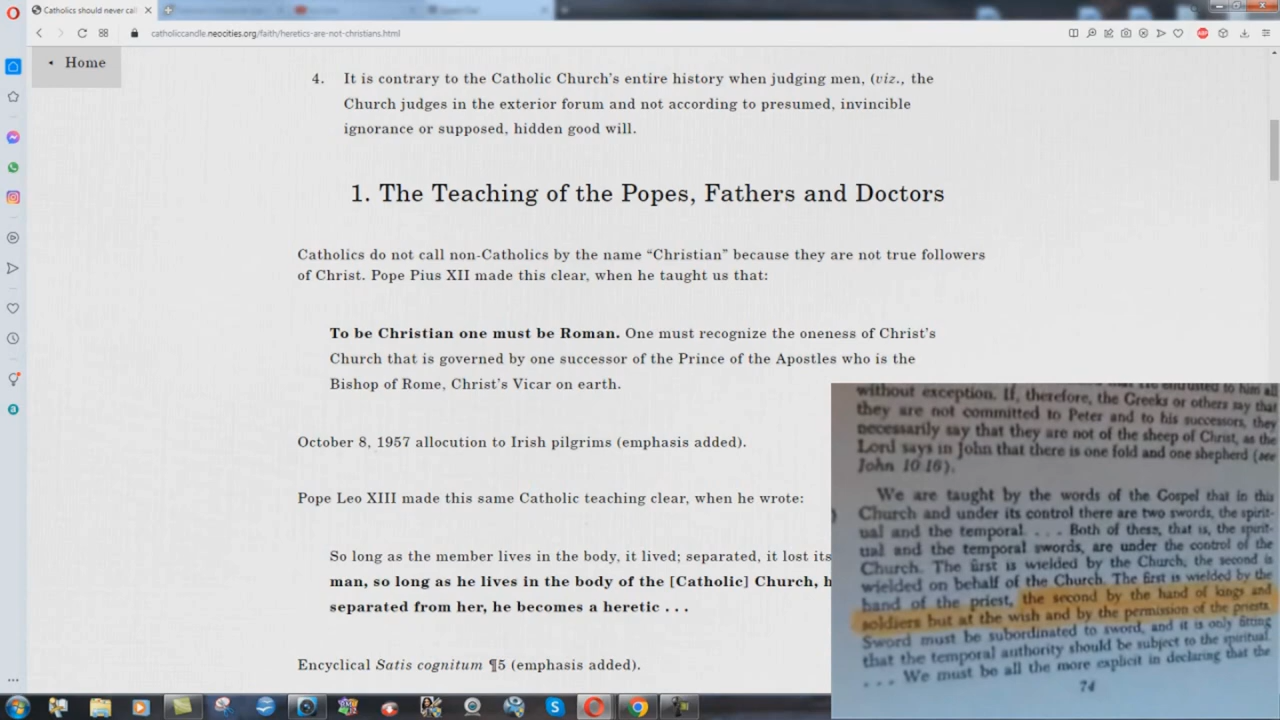 Catholics should never cal
catholiccandle.neocities.org/faith/heretics-are-not-christians.html
Home
4. It is contrary to the Catholic Church's entire history when judging men, (viz., the
Church judges in the exterior forum and not according to presumed, invincible
ignorance or supposed, hidden good will.
1. The Teaching of the Popes, Fathers and Doctors
Catholics do not call non-Catholics by the name “Christian” because they are not true followers
of Christ. Pope Pius XII made this clear, when he taught us that:
To be Christian one must be Roman. One must recognize the oneness of Christ's
Church that is governed by one successor of the Prince of the Apostles who is the
Bishop of Rome, Christ's Vicar on earth.
October 8, 1957 allocution to Irish pilgrims (emphasis added).
Pope Leo XIII made this same Catholic teaching clear, when he wrote:
So long as the member lives in the body, it lived; separated, it lost its
man, so long as he lives in the body of the [Catholic] Church, h
separated from her, he becomes a heretic . . .
Encyclical Satis cognitum ¶5 (emphasis added).
He entrusted to him all
without exception. If, therefore, the Greeks or others say that
they are not committed to Peter and to his successors, they
necessarily say that they are not of the sheep of Christ, as the
Lord says in John that there is one fold and one shepherd (see
John 10:16).
We are taught by the words of the Gospel that in this
Church and under its control there are two swords, the spirit-
ual and the temporal. . . . Both of these, that is, the spirit-
ual and the temporal swords, are under the control of the
Church. The first is wielded by the Church, the second is
wielded on behalf of the Church. The first is wielded by the
hand of the priest, the second by the hand of kings and
soldiers but at the wish and by the permission of the priests.
Sword must be subordinated to sword, and it is only fitting
that the temporal authority should be subject to the spiritual.
. . . . We must be all the more explicit in declaring that the
74